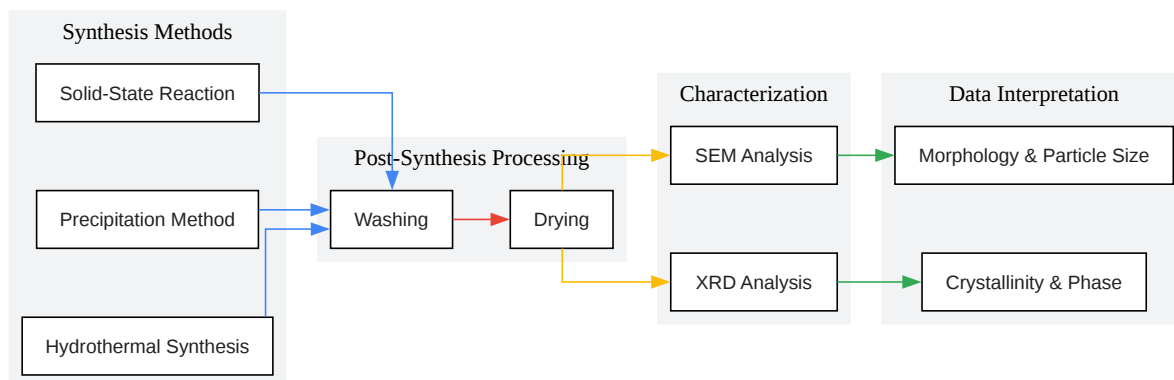 Synthesis Methods
Solid-State Reaction
Precipitation Method
Hydrothermal Synthesis
Post-Synthesis Processing
Washing
Drying
Characterization
SEM Analysis
XRD Analysis
Data Interpretation
Morphology & Particle Size
Crystallinity & Phase